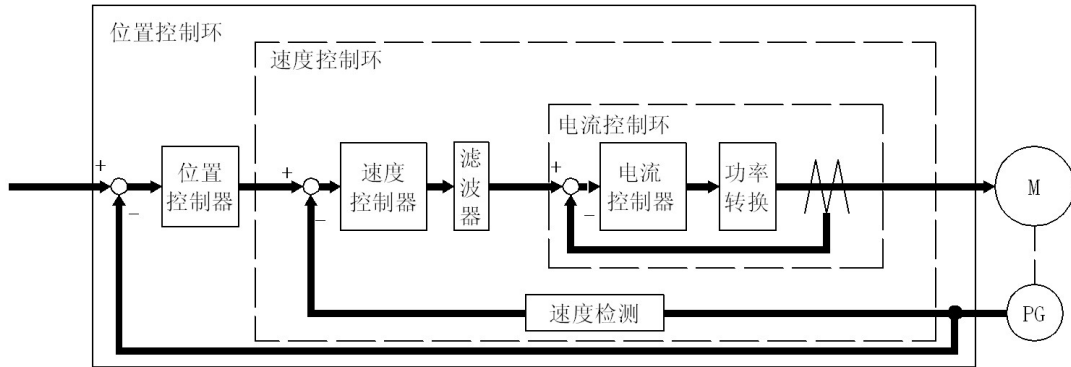 位置控制环
速度控制环
电流控制环
+
位置
控制器
−
+
速度
控制器
−
滤
波
器
+
电流
控制器
−
功率
转换
M
速度检测
PG